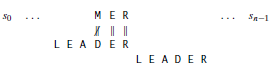 s0 ... M E R ... sn−1
∦ ‖ ‖
L E A D E R
L E A D E R